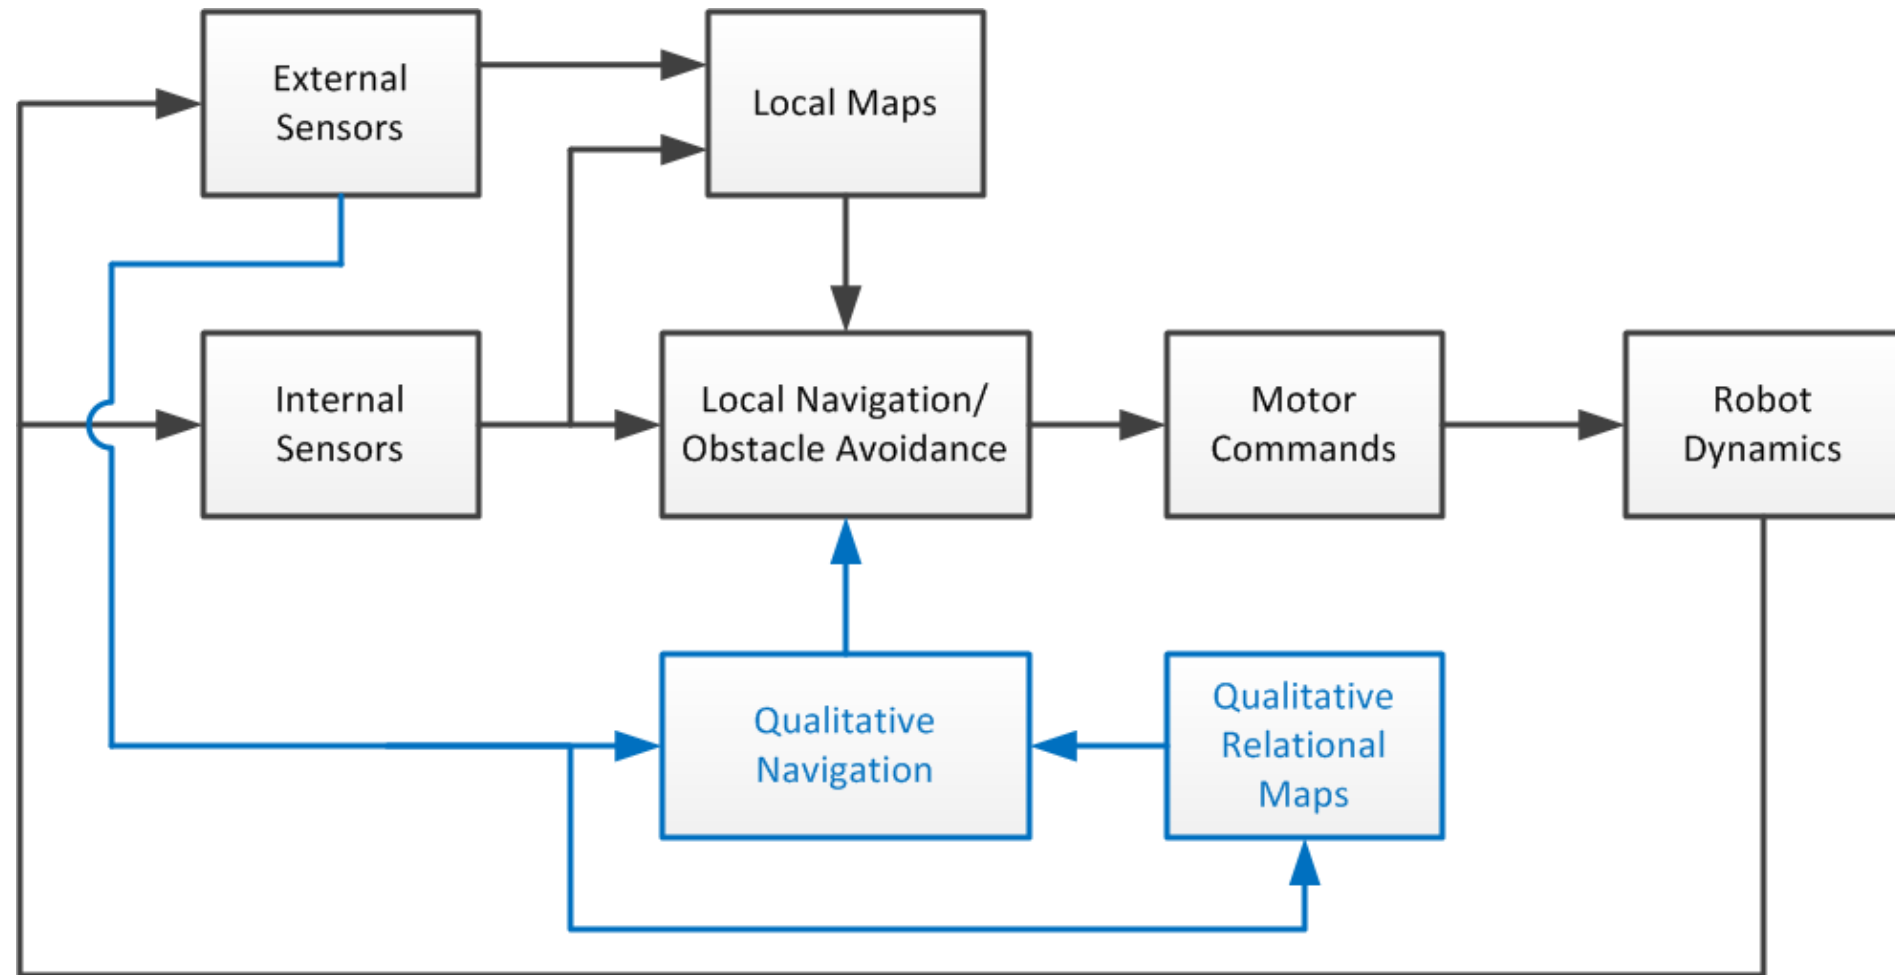 External
Sensors
Local Maps
Internal
Sensors
Local Navigation/
Obstacle Avoidance
Motor
Commands
Robot
Dynamics
Qualitative
Navigation
Qualitative
Relational
Maps